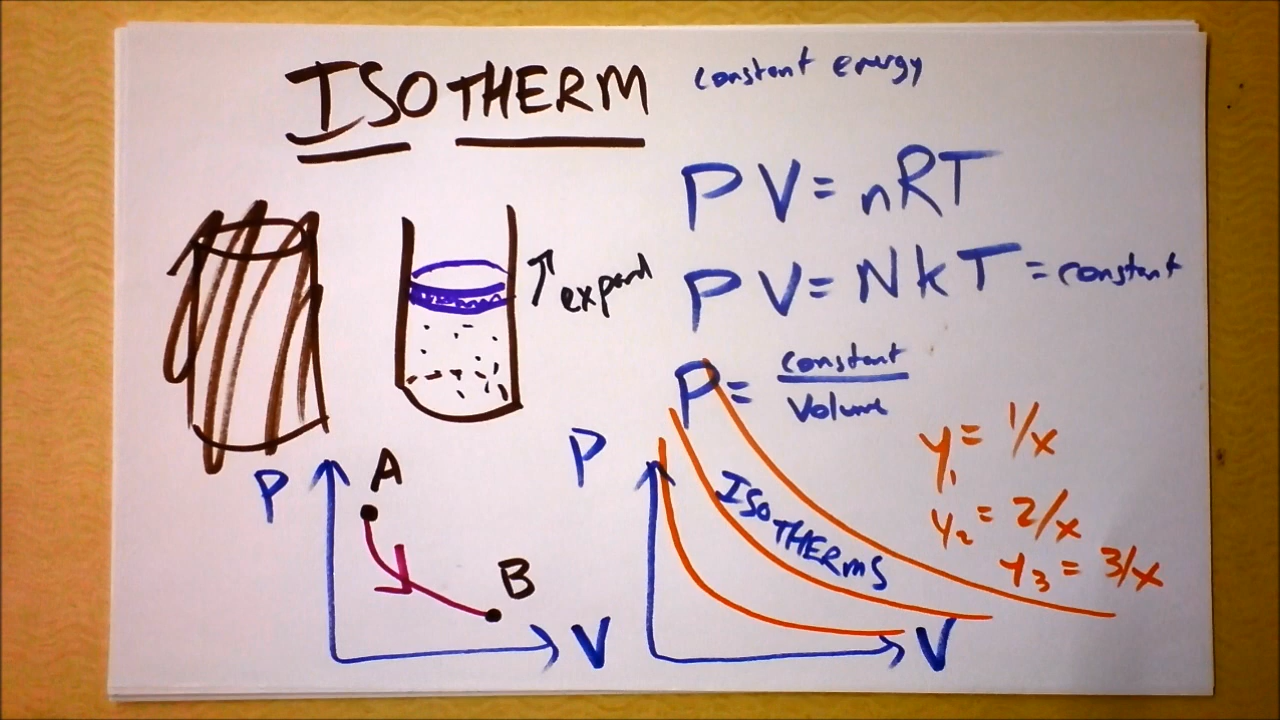 ISOTHERM
constant energy
PV = nRT
PV = NkT = constant
expand
P = constant / Volume
P
A
B
V
P
ISOTHERMS
V
y₁ = 1/x
y₂ = 2/x
y₃ = 3/x